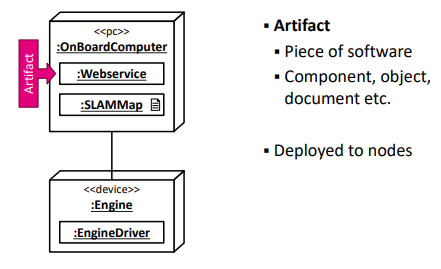 <<pc>>
:OnBoardComputer
Artifact
:Webservice
:SLAMMap
<<device>>
:Engine
:EngineDriver
▪ Artifact
▪ Piece of software
▪ Component, object,
document etc.
▪ Deployed to nodes